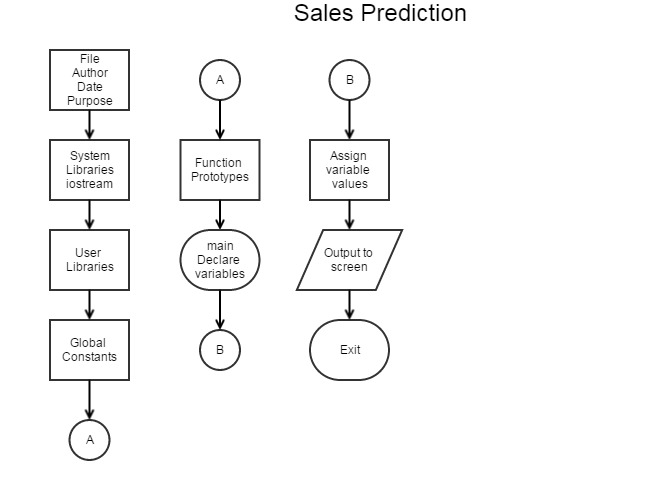 Sales Prediction
File
Author
Date
Purpose
System
Libraries
iostream
User
Libraries
Global
Constants
A
A
Function
Prototypes
main
Declare
variables
B
B
Assign
variable
values
Output to
screen
Exit